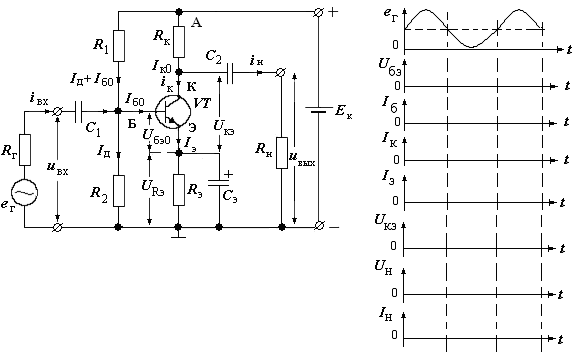 A
+
R1
Rк
C2
iн
Iд+Iб0
Iк0
iк
К
iвх
Iб0
VT
Eк
Б
C1
Э
Uкэ
Rг
Uбэ0
Iэ
uвх
Iд
Rн
uвых
+
R2
URэ
Rэ
Cэ
eг
−
eг
0
t
Uбэ
0
t
Iб
0
t
Iк
0
t
Iэ
0
t
Uкэ
0
t
Uн
0
t
Iн
0
t